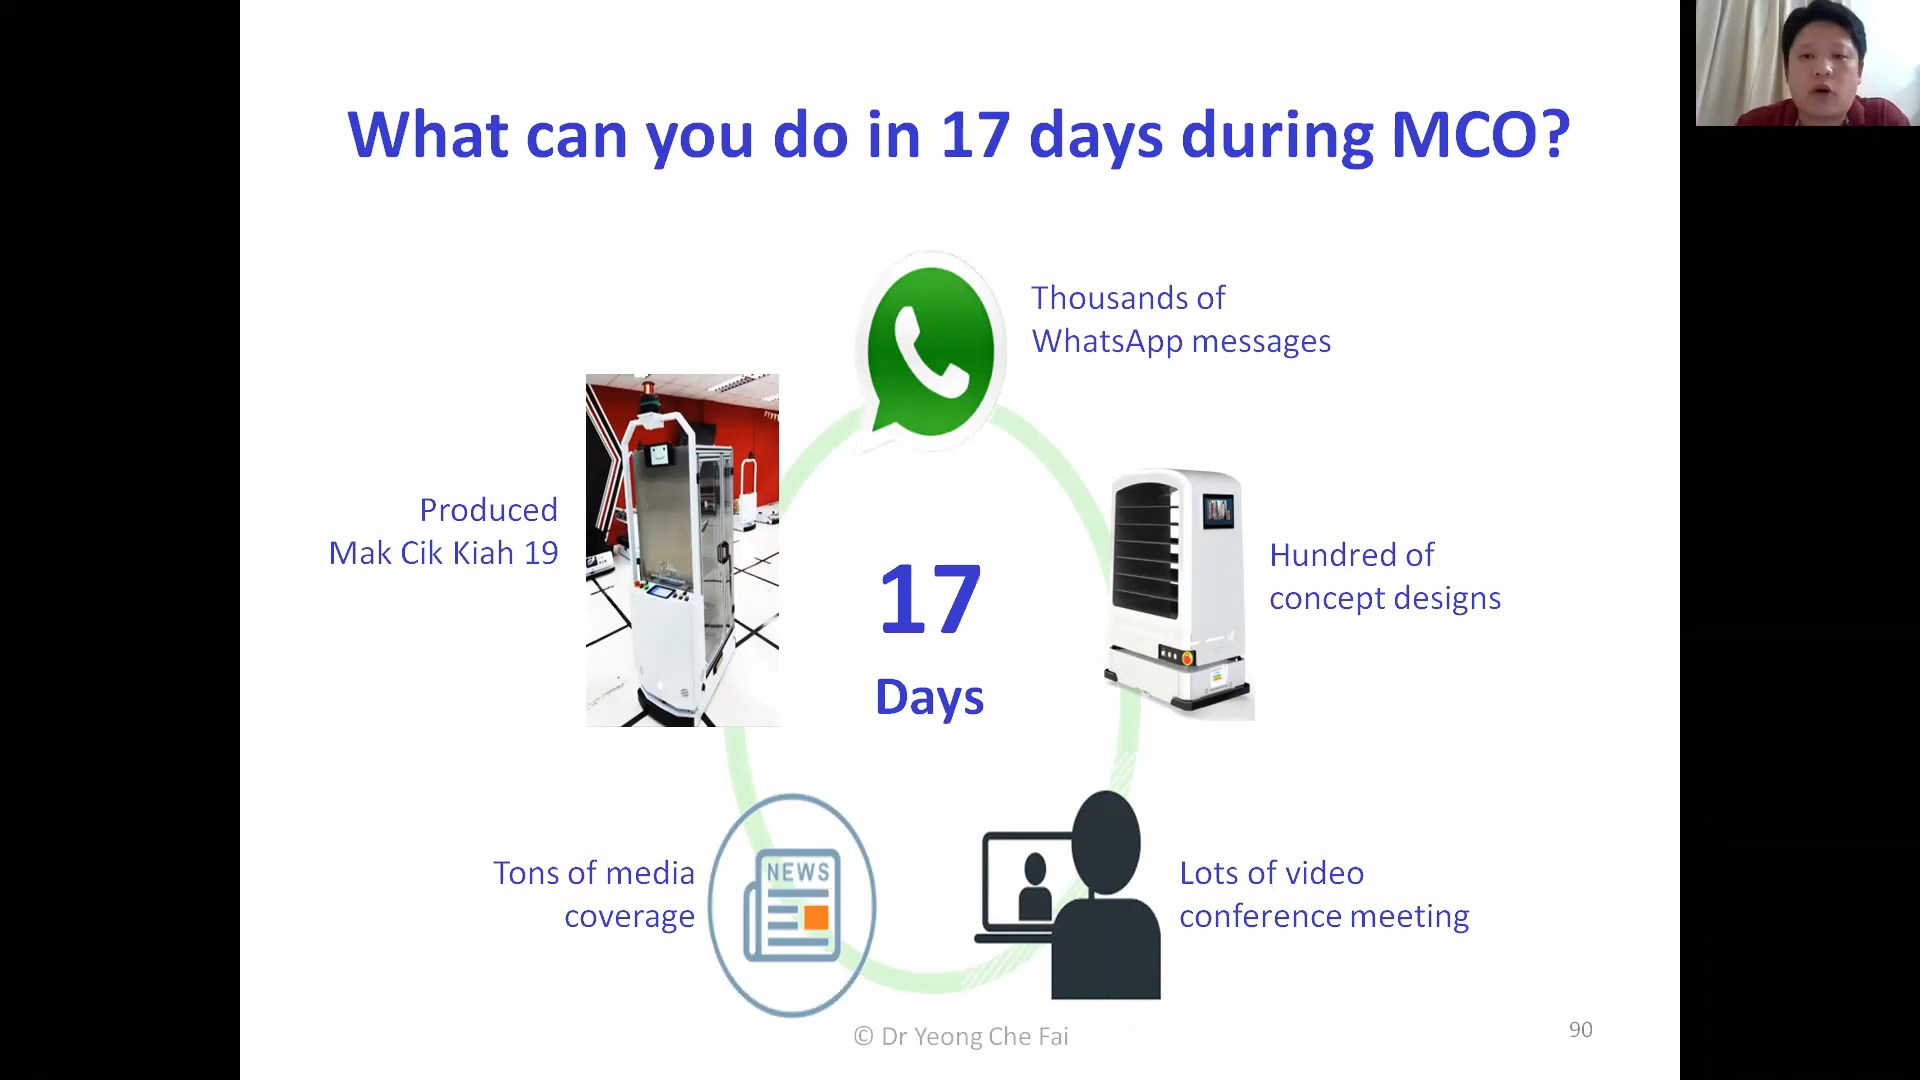 What can you do in 17 days during MCO?
Thousands of
WhatsApp messages
Produced
Mak Cik Kiah 19
Hundred of
concept designs
17
Days
NEWS
Tons of media
coverage
Lots of video
conference meeting
© Dr Yeong Che Fai
90